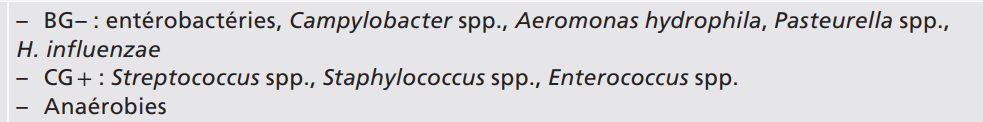 – BG– : entérobactéries, Campylobacter spp., Aeromonas hydrophila, Pasteurella spp.,
H. influenzae
– CG+ : Streptococcus spp., Staphylococcus spp., Enterococcus spp.
– Anaérobies